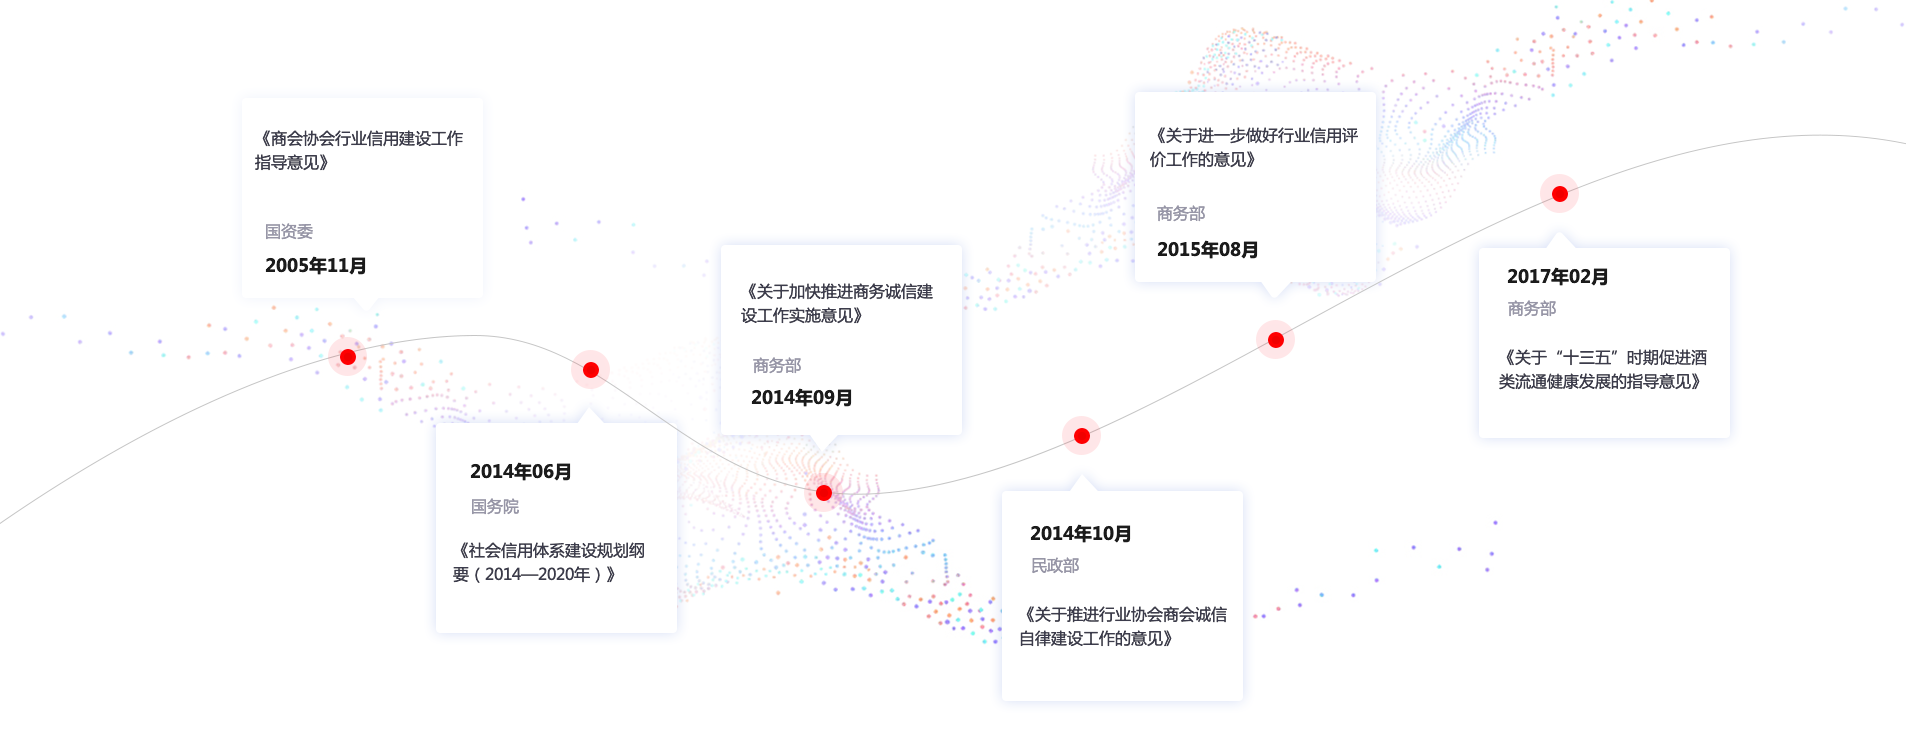 《商会协会行业信用建设工作
指导意见》
国资委
2005年11月
2014年06月
国务院
《社会信用体系建设规划纲
要（2014—2020年）》
《关于加快推进商务诚信建
设工作实施意见》
商务部
2014年09月
2014年10月
民政部
《关于推进行业协会商会诚信
自律建设工作的意见》
《关于进一步做好行业信用评
价工作的意见》
商务部
2015年08月
2017年02月
商务部
《关于“十三五”时期促进酒
类流通健康发展的指导意见》